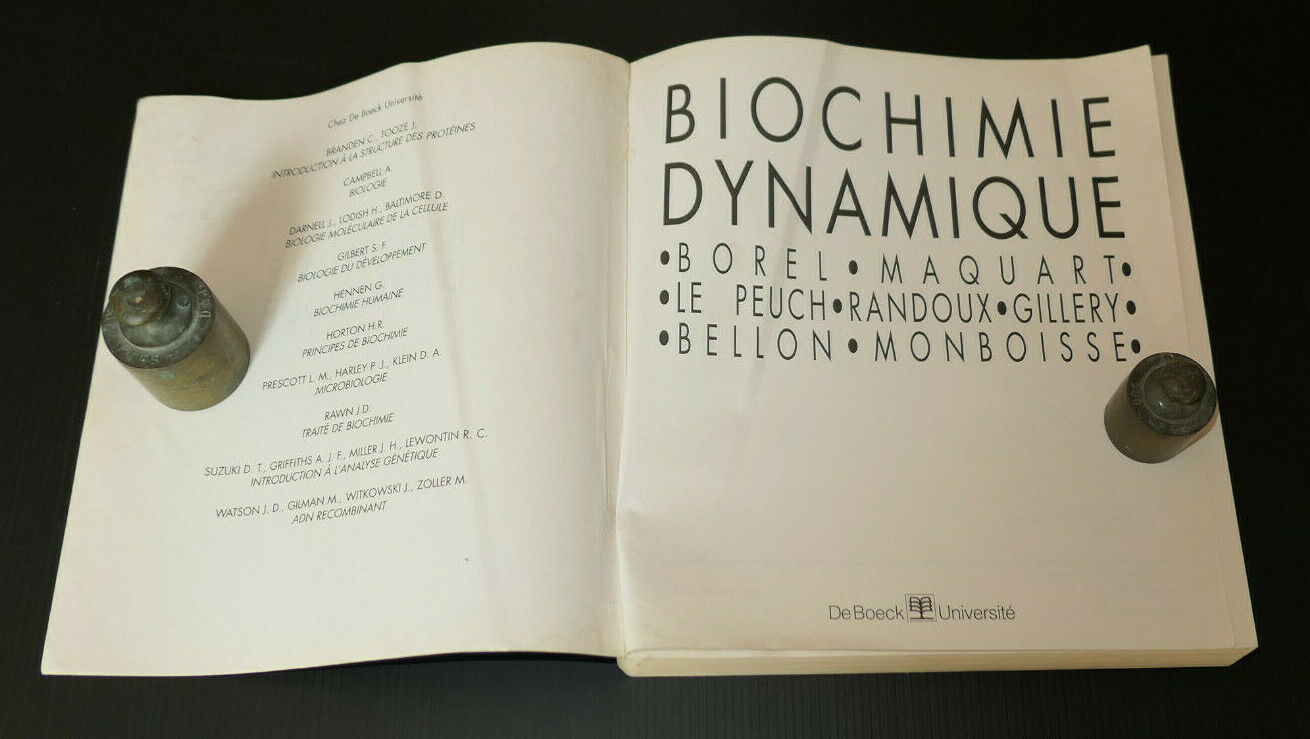 Chez De Boeck Université
BRANDEN C., TOOZE J.
INTRODUCTION À LA STRUCTURE DES PROTÉINES
CAMPBELL A.
BIOLOGIE
DARNELL J., LODISH H., BALTIMORE D.
BIOLOGIE MOLÉCULAIRE DE LA CELLULE
GILBERT S. F.
BIOLOGIE DU DÉVELOPPEMENT
HENNEN G.
BIOCHIMIE HUMAINE
HORTON H.R.
PRINCIPES DE BIOCHIMIE
PRESCOTT L. M., HARLEY P. J., KLEIN D. A.
MICROBIOLOGIE
RAWN J.D.
TRAITÉ DE BIOCHIMIE
SUZUKI D. T., GRIFFITHS A. J. F., MILLER J. H., LEWONTIN R. C.
INTRODUCTION À L'ANALYSE GÉNÉTIQUE
WATSON J. D., GILMAN M., WITKOWSKI J., ZOLLER M.
ADN RECOMBINANT
BIOCHIMIE
DYNAMIQUE
•BOREL•MAQUART•
•LE PEUCH•RANDOUX•GILLERY•
•BELLON•MONBOISSE•
De Boeck Université